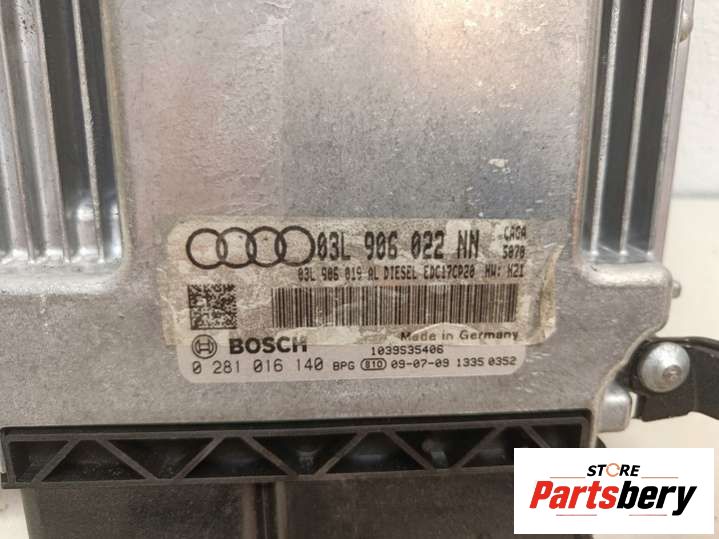 03L 906 022 NN CAGA
5070
03L 906 019 AL DIESEL EDC17CP20 HW: H21
Made in Germany
BOSCH 1039S35406
0 281 016 140 BPG 810 09-07-09 1335 0352
STORE
Partsbery